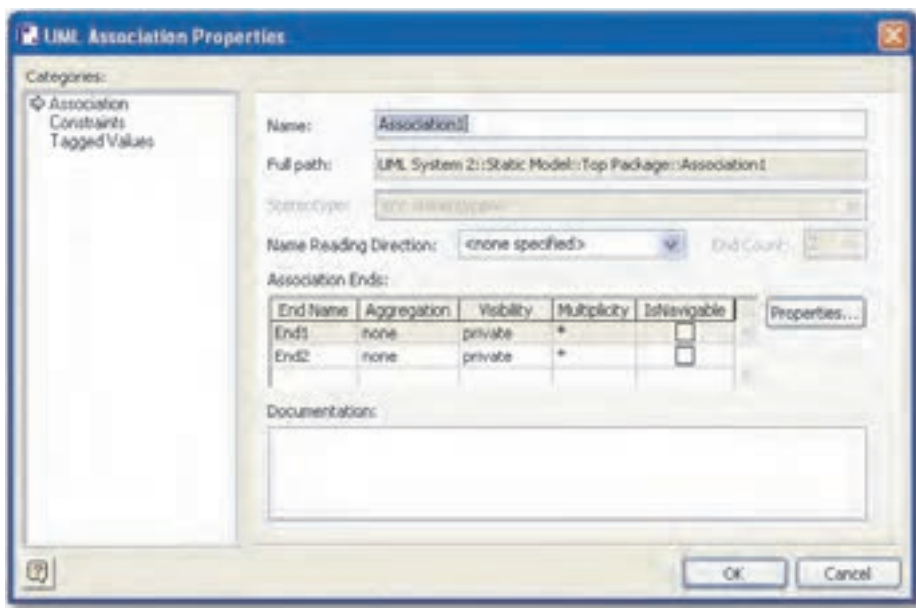 UML Association Properties
Categories:
Association
Constraints
Tagged Values
Name: Association1
Full path: UML System 2::Static Model::Top Package::Association1
Stereotype:
Name Reading Direction: <none specified> End Count: 2
Association Ends:
End Name Aggregation Visibility Multiplicity IsNavigable Properties...
End1 none private *
End2 none private *
Documentation:
OK Cancel